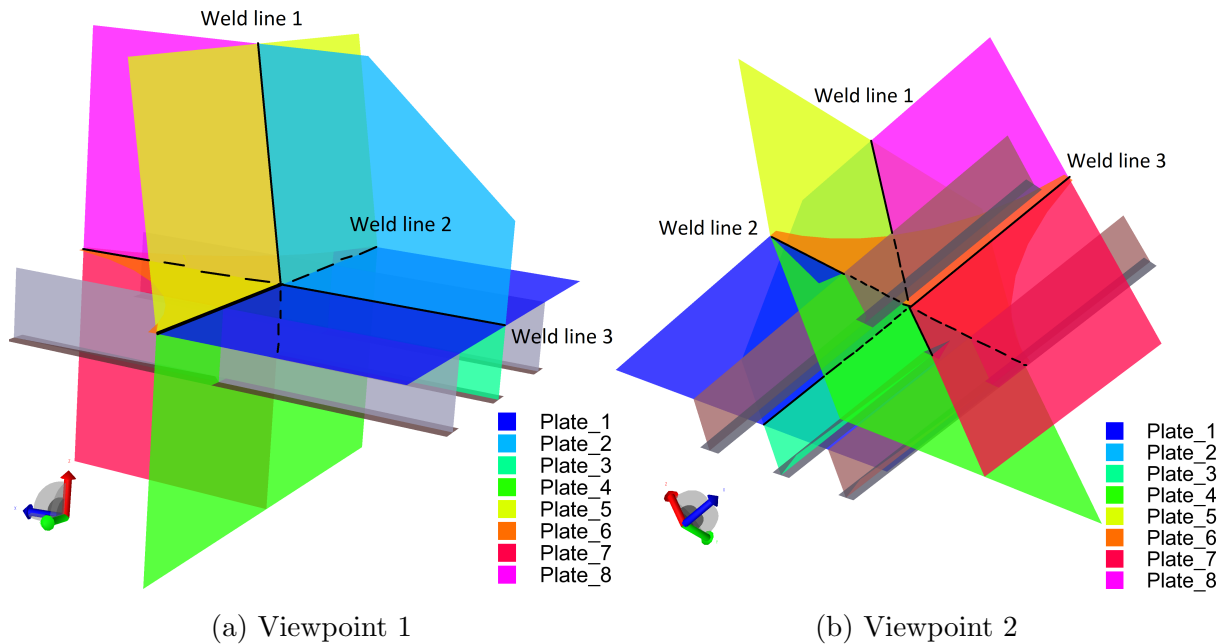 Weld line 1
Weld line 2
Weld line 3
Plate_1
Plate_2
Plate_3
Plate_4
Plate_5
Plate_6
Plate_7
Plate_8
(a) Viewpoint 1
Weld line 1
Weld line 3
Weld line 2
Plate_1
Plate_2
Plate_3
Plate_4
Plate_5
Plate_6
Plate_7
Plate_8
(b) Viewpoint 2